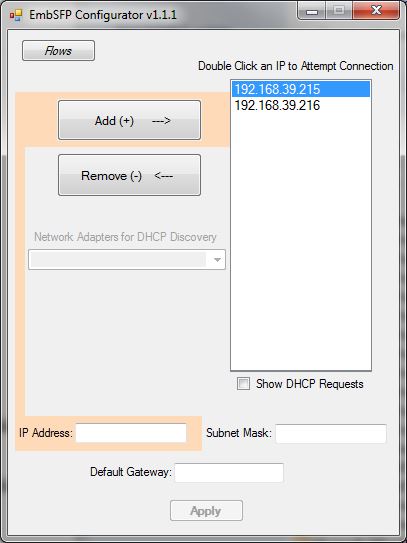 EmbSFP Configurator v1.1.1
Flows
Double Click an IP to Attempt Connection
192.168.39.215
192.168.39.216
Add (+) --->
Remove (-) <---
Network Adapters for DHCP Discovery
Show DHCP Requests
IP Address:
Subnet Mask:
Default Gateway:
Apply